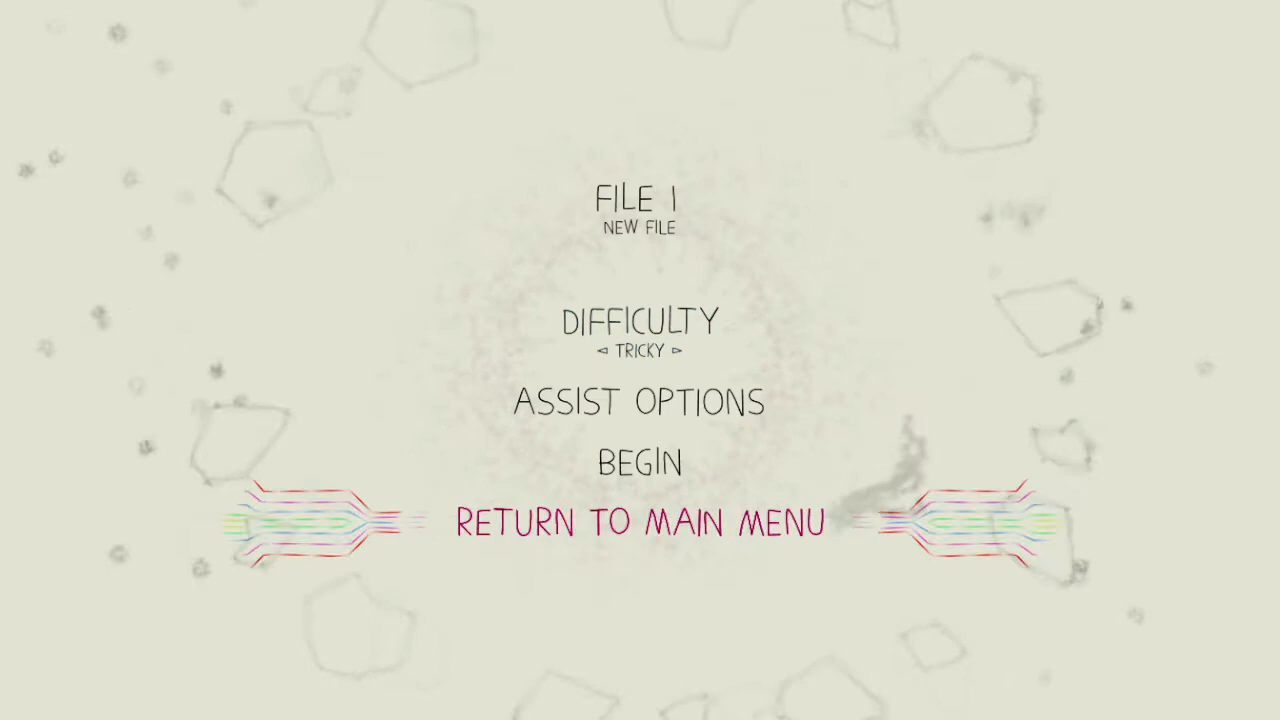 FILE 1
NEW FILE
DIFFICULTY
◅ TRICKY ▻
ASSIST OPTIONS
BEGIN
RETURN TO MAIN MENU